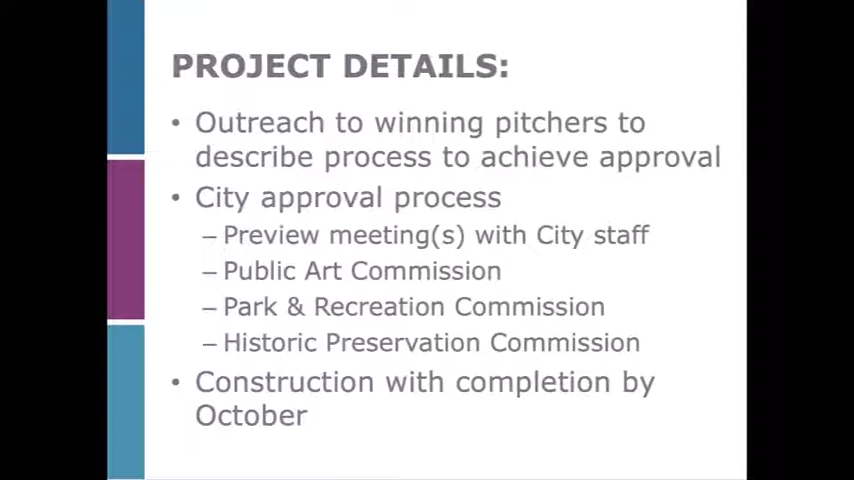 PROJECT DETAILS:
• Outreach to winning pitchers to
describe process to achieve approval
• City approval process
– Preview meeting(s) with City staff
– Public Art Commission
– Park & Recreation Commission
– Historic Preservation Commission
• Construction with completion by
October